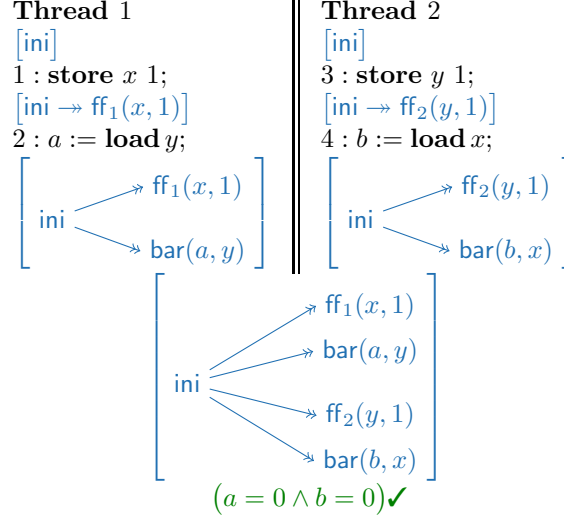 Thread 1
[ini]
1 : store x 1;
[ini ↠ ff₁(x, 1)]
2 : a := load y;
ff₁(x, 1)
ini
bar(a, y)
Thread 2
[ini]
3 : store y 1;
[ini ↠ ff₂(y, 1)]
4 : b := load x;
ff₂(y, 1)
ini
bar(b, x)
ff₁(x, 1)
bar(a, y)
ini
ff₂(y, 1)
bar(b, x)
(a = 0 ∧ b = 0)✓